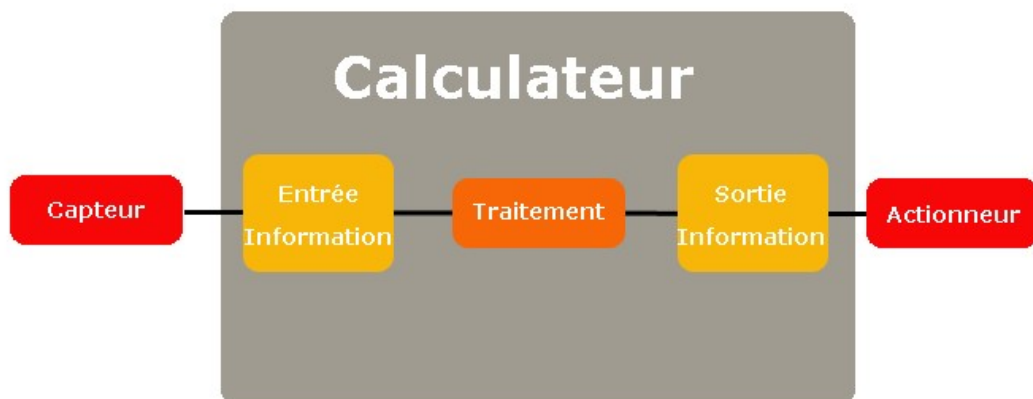 Calculateur
Capteur
Entrée
Information
Traitement
Sortie
Information
Actionneur